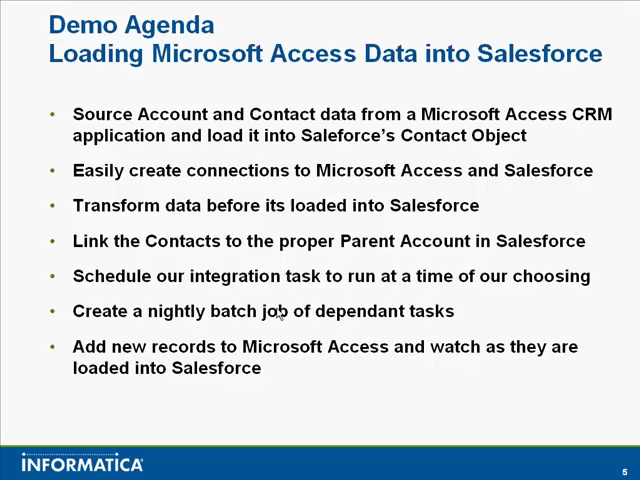 Demo Agenda
Loading Microsoft Access Data into Salesforce
• Source Account and Contact data from a Microsoft Access CRM
application and load it into Saleforce's Contact Object
• Easily create connections to Microsoft Access and Salesforce
• Transform data before its loaded into Salesforce
• Link the Contacts to the proper Parent Account in Salesforce
• Schedule our integration task to run at a time of our choosing
• Create a nightly batch job of dependant tasks
• Add new records to Microsoft Access and watch as they are
loaded into Salesforce
INFORMATICA
5